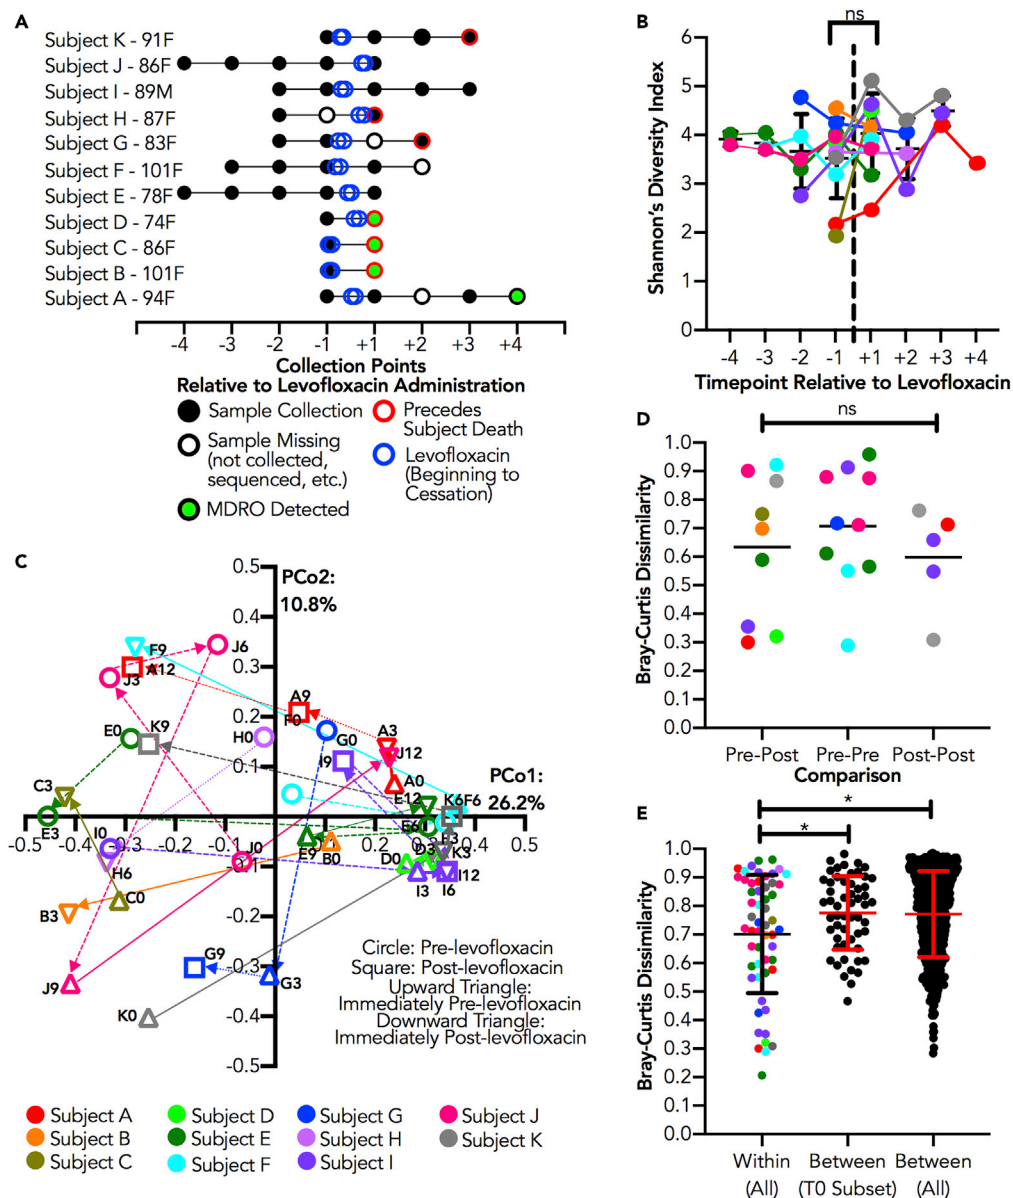 A
Subject K - 91F
Subject J - 86F
Subject I - 89M
Subject H - 87F
Subject G - 83F
Subject F - 101F
Subject E - 78F
Subject D - 74F
Subject C - 86F
Subject B - 101F
Subject A - 94F
-4 -3 -2 -1 +1 +2 +3 +4
Collection Points
Relative to Levofloxacin Administration
Sample Collection
Sample Missing
(not collected,
sequenced, etc.)
MDRO Detected
Precedes
Subject Death
Levofloxacin
(Beginning to
Cessation)
B
ns
Shannon's Diversity Index
6
5
4
3
2
1
0
-4 -3 -2 -1 +1 +2 +3 +4
Timepoint Relative to Levofloxacin
C
PCo2:
10.8%
PCo1:
26.2%
0.5
0.4
0.3
0.2
0.1
-0.2
-0.3
-0.4
-0.5
-0.5 -0.4 -0.3 -0.2 -0.1 0.1 0.2 0.3 0.4 0.5
F9
J6
A12
J3
A9
F0
E0
K9
H0
G0
I9
A3
J12
A0
C3
E12
K6F6
E3
I0
E6
F3
J0
E9
B0
D0
D3
K3
H6
I3
I6
I12
C0
B3
G9
G3
J9
K0
Circle: Pre-levofloxacin
Square: Post-levofloxacin
Upward Triangle:
Immediately Pre-levofloxacin
Downward Triangle:
Immediately Post-levofloxacin
Subject A
Subject B
Subject C
Subject D
Subject E
Subject F
Subject G
Subject H
Subject I
Subject J
Subject K
D
ns
Bray-Curtis Dissimilarity
1.0
0.9
0.8
0.7
0.6
0.5
0.4
0.3
0.2
0.1
0.0
Pre-Post Pre-Pre Post-Post
Comparison
E
*
*
Bray-Curtis Dissimilarity
1.0
0.9
0.8
0.7
0.6
0.5
0.4
0.3
0.2
0.1
0.0
Within Between Between
(All) (T0 Subset) (All)